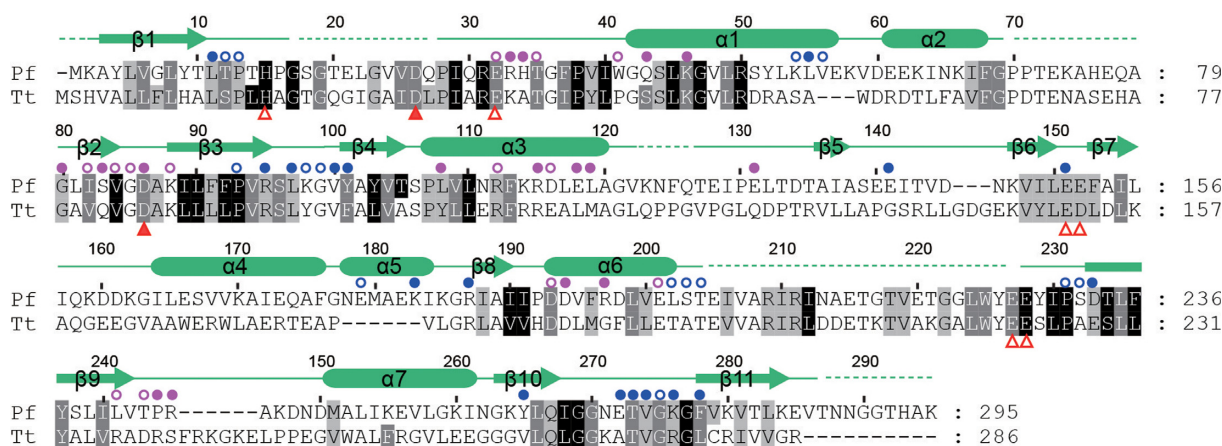 10 20 30 40 50 60 70
β1 α1 α2
Pf -MKAYLVGLYTLTPTHPGSGTELGVVDQPIQRERHTGFPVIWGQSLKGVLRSYLKLVEKVDEEKINKIFGPPTEKAHEQA : 79
Tt MSHVALLFLHALSPLHAGTGQGIGAIDLPIAREKATGIPYLPGSSLKGVLRDRASA---WDRDTLFAVFGPDTENASEHA : 77
80 90 100 110 120 130 140 150
β2 β3 β4 α3 β5 β6 β7
Pf GLISVGDAKILFFPVRSLKGVYAYVTSPLVLNRFKRDLELAGVKNFQTEIPELTDTAIASEEITVD---NKVILEEFAIL : 156
Tt GAVQVGDAKLLLLPVRSLYGVFALVASPYLLERFRREALMAGLQPPGVPGLQDPTRVLLAPGSRLLGDGEKVYLEDLDLK : 157
160 170 180 190 200 210 220 230
α4 α5 β8 α6
Pf IQKDDKGILESVVKAIEQAFGNEMAEKIKGRIAIIPDDVFRDLVELSTEIVARIRINAETGTVETGGLWYEEYIPSDTLF : 236
Tt AQGEEGVAAWERWLAERTEAP------VLGRLAVVHDDLMGFLLETATEVVARIRLDDETKTVAKGALWYEESLPAESLL : 231
240 150 260 270 280 290
β9 α7 β10 β11
Pf YSLILVTPR------AKDNDMALIKEVLGKINGKYLQIGGNETVGKGFVKVTLKEVTNNGGTHAK : 295
Tt YALVRADRSFRKGKELPPEGVWALFRGVLEEGGGVLQLGGKATVGRGLCRIVVGR---------- : 286